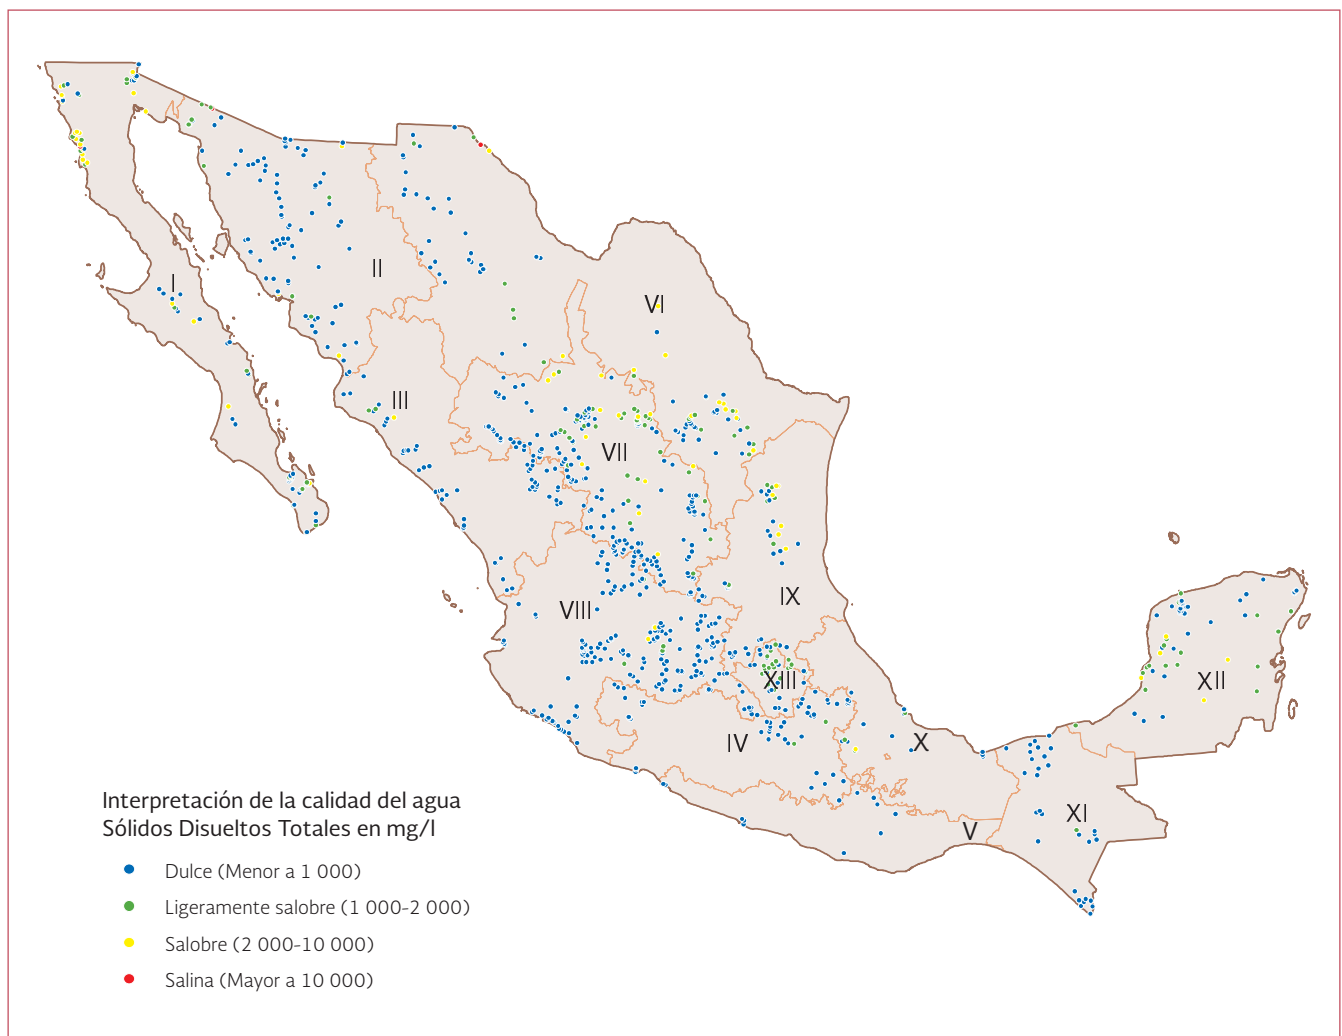 I
II
III
VI
VII
VIII
IX
XIII
IV
X
XII
V
XI
Interpretación de la calidad del agua
Sólidos Disueltos Totales en mg/l
Dulce (Menor a 1 000)
Ligeramente salobre (1 000-2 000)
Salobre (2 000-10 000)
Salina (Mayor a 10 000)